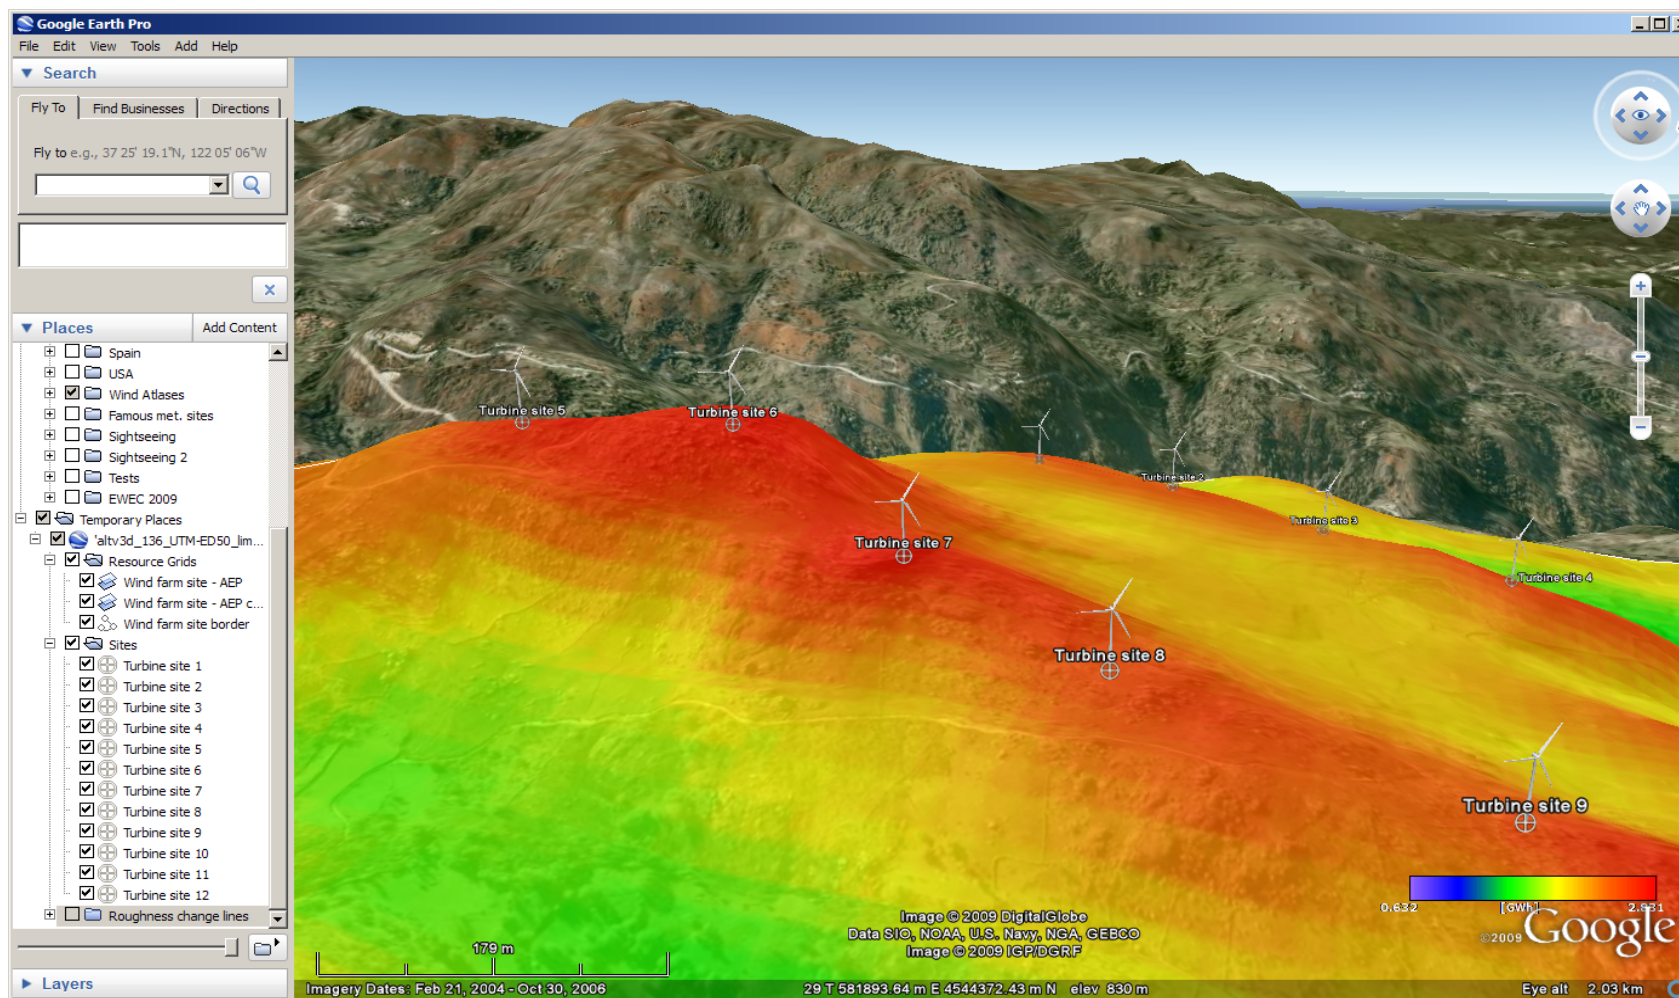 Google Earth Pro
File Edit View Tools Add Help
Search
Fly To Find Businesses Directions
Fly to e.g., 37 25' 19.1"N, 122 05' 06"W
Places Add Content
Spain
USA
Wind Atlases
Famous met. sites
Sightseeing
Sightseeing 2
Tests
EWEC 2009
Temporary Places
'altv3d_136_UTM-ED50_lim...
Resource Grids
Wind farm site - AEP
Wind farm site - AEP c...
Wind farm site border
Sites
Turbine site 1
Turbine site 2
Turbine site 3
Turbine site 4
Turbine site 5
Turbine site 6
Turbine site 7
Turbine site 8
Turbine site 9
Turbine site 10
Turbine site 11
Turbine site 12
Roughness change lines
Layers
Turbine site 5
Turbine site 6
Turbine site 2
Turbine site 3
Turbine site 7
Turbine site 4
Turbine site 8
Turbine site 9
0.632 [GWh] 2.831
Image © 2009 DigitalGlobe
Data SIO, NOAA, U.S. Navy, NGA, GEBCO
Image © 2009 IGP/DGRF
©2009 Google
179 m
Imagery Dates: Feb 21, 2004 - Oct 30, 2006 29 T 581893.64 m E 4544372.43 m N elev 830 m Eye alt 2.03 km